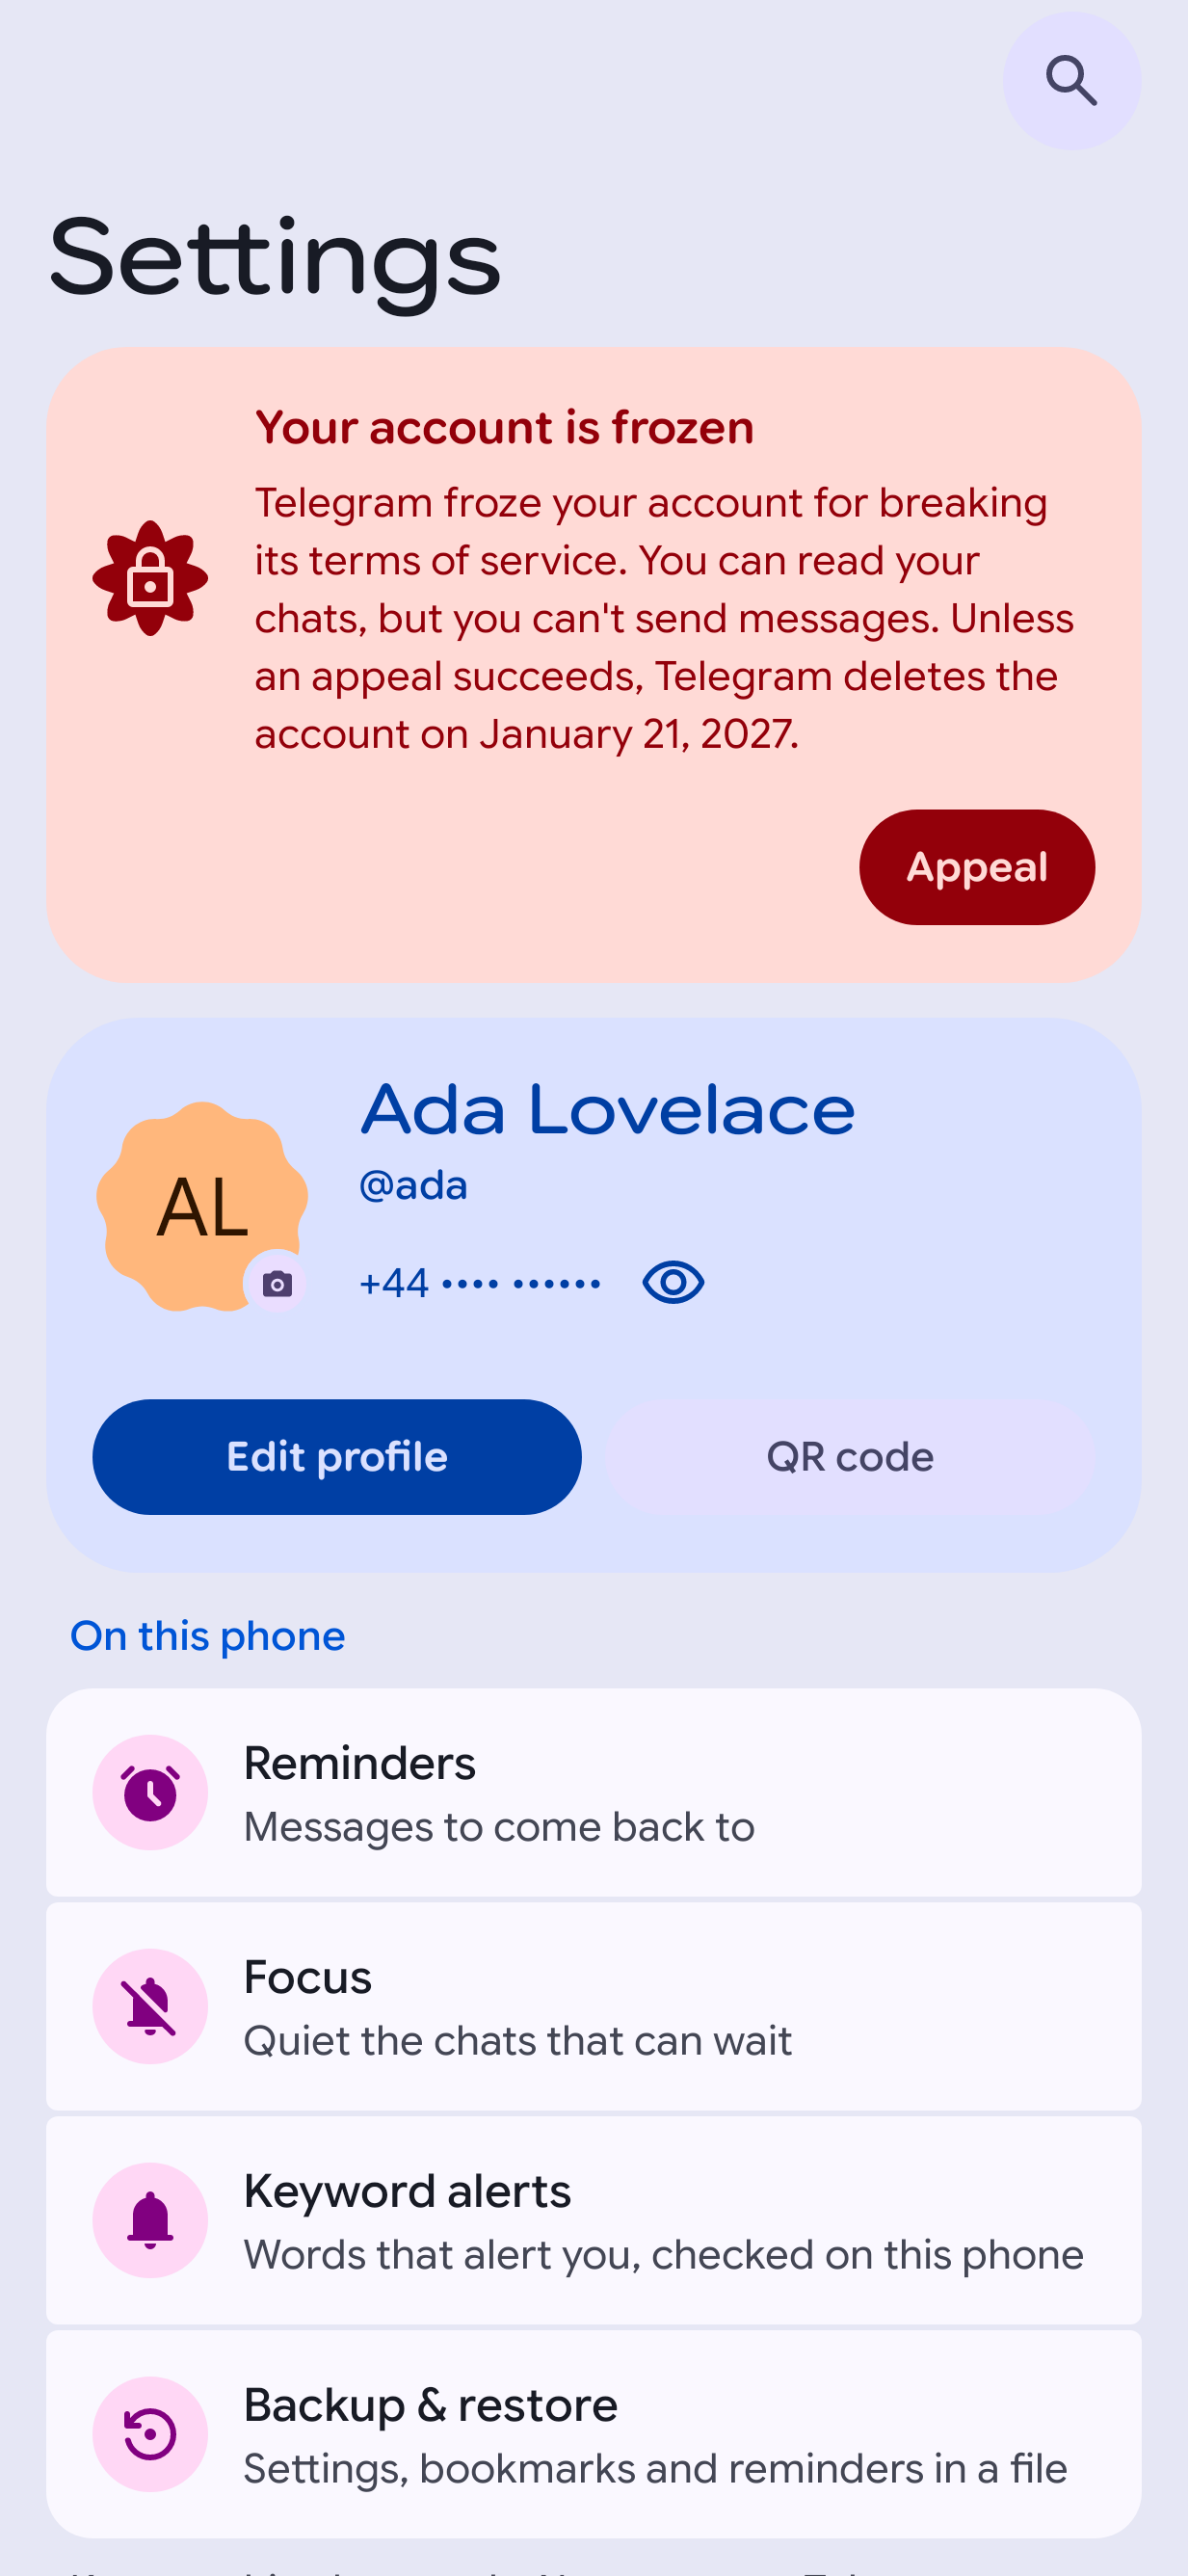 Settings
Your account is frozen
Telegram froze your account for breaking
its terms of service. You can read your
chats, but you can't send messages. Unless
an appeal succeeds, Telegram deletes the
account on January 21, 2027.
Appeal
AL
Ada Lovelace
@ada
+44 •••• ••••••
Edit profile
QR code
On this phone
Reminders
Messages to come back to
Focus
Quiet the chats that can wait
Keyword alerts
Words that alert you, checked on this phone
Backup & restore
Settings, bookmarks and reminders in a file